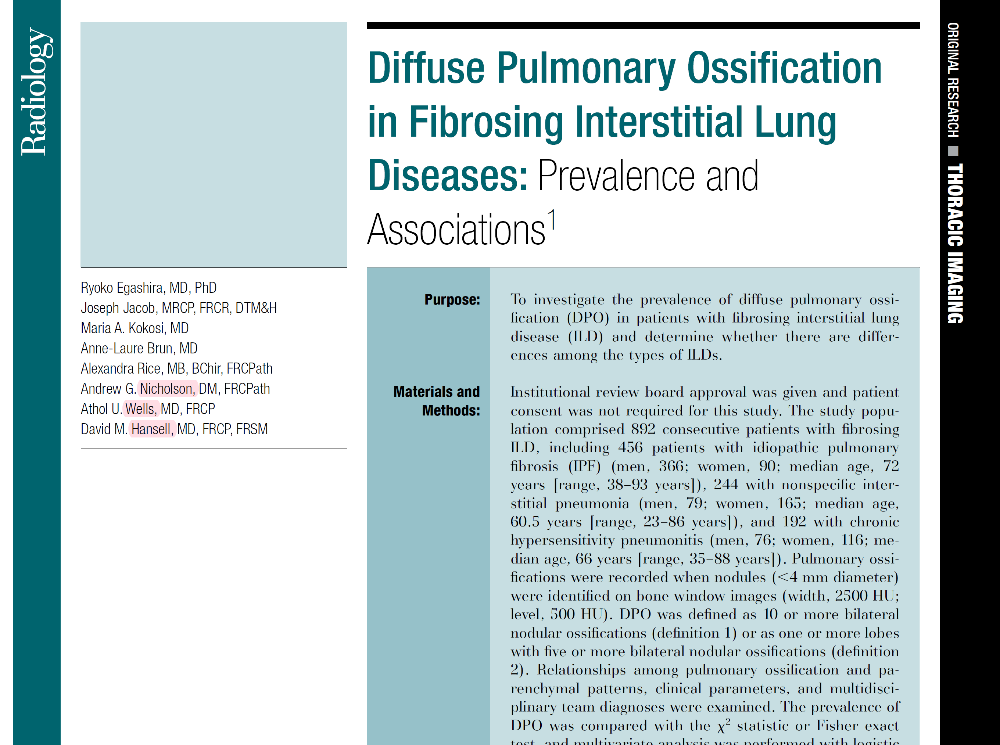 Radiology
Diffuse Pulmonary Ossification
in Fibrosing Interstitial Lung
Diseases: Prevalence and
Associations¹
Ryoko Egashira, MD, PhD
Joseph Jacob, MRCP, FRCR, DTM&H
Maria A. Kokosi, MD
Anne-Laure Brun, MD
Alexandra Rice, MB, BChir, FRCPath
Andrew G. Nicholson, DM, FRCPath
Athol U. Wells, MD, FRCP
David M. Hansell, MD, FRCP, FRSM
Purpose:
To investigate the prevalence of diffuse pulmonary ossi-
fication (DPO) in patients with fibrosing interstitial lung
disease (ILD) and determine whether there are differ-
ences among the types of ILDs.
Materials and
Methods:
Institutional review board approval was given and patient
consent was not required for this study. The study popu-
lation comprised 892 consecutive patients with fibrosing
ILD, including 456 patients with idiopathic pulmonary
fibrosis (IPF) (men, 366; women, 90; median age, 72
years [range, 38–93 years]), 244 with nonspecific inter-
stitial pneumonia (men, 79; women, 165; median age,
60.5 years [range, 23–86 years]), and 192 with chronic
hypersensitivity pneumonitis (men, 76; women, 116; me-
dian age, 66 years [range, 35–88 years]). Pulmonary ossi-
fications were recorded when nodules (<4 mm diameter)
were identified on bone window images (width, 2500 HU;
level, 500 HU). DPO was defined as 10 or more bilateral
nodular ossifications (definition 1) or as one or more lobes
with five or more bilateral nodular ossifications (definition
2). Relationships among pulmonary ossification and pa-
renchymal patterns, clinical parameters, and multidisci-
plinary team diagnoses were examined. The prevalence of
DPO was compared with the χ² statistic or Fisher exact
test, and multivariate analysis was performed with logistic
ORIGINAL RESEARCH ■ THORACIC IMAGING